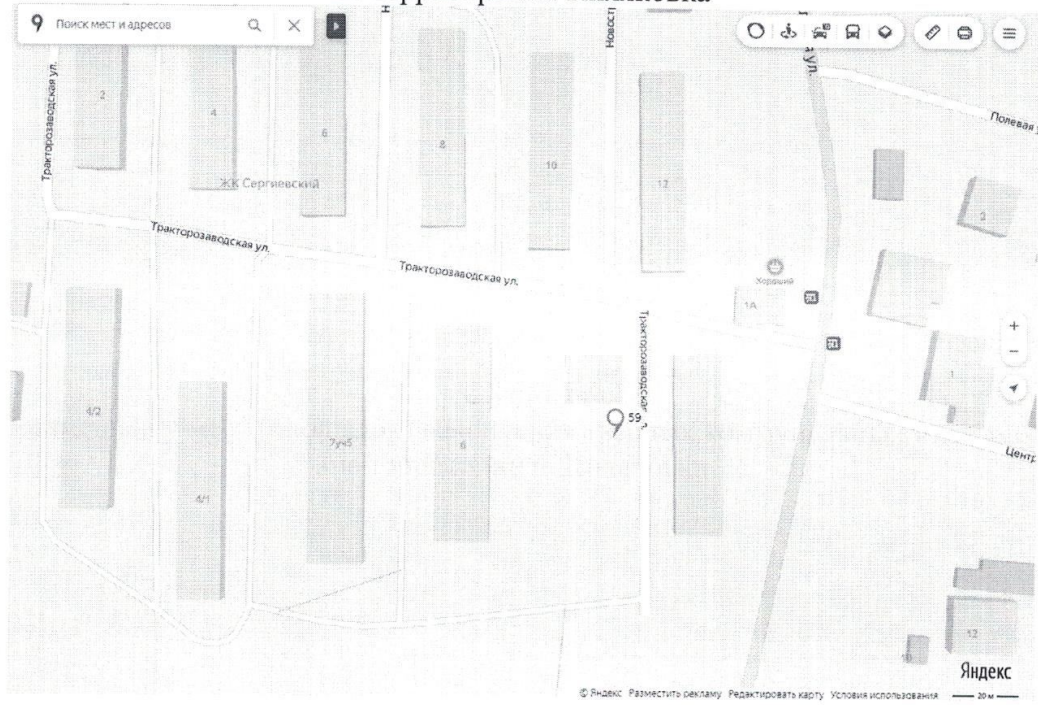 Поиск мест и адресов
Новост
а ул.
Полевая у
Тракторозаводская ул.
2
4
6
8
10
12
2
ЖК Сергиевский
Тракторозаводская ул.
Тракторозаводская ул.
Хороший
1А
Тракторозаводская
1
4/2
7уч5
6
59
Центр
4/1
12
10
Яндекс
© Яндекс Разместить рекламу Редактировать карту Условия использования
20 м